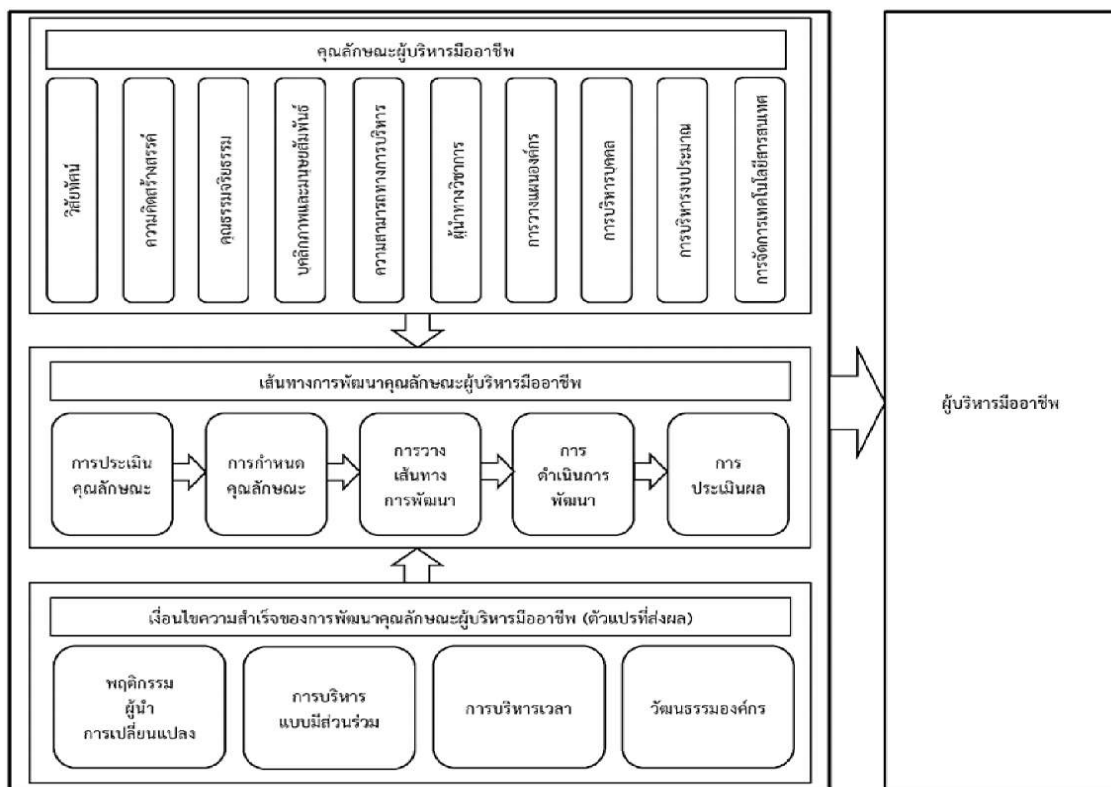 คุณลักษณะผู้บริหารมืออาชีพ
วิสัยทัศน์
ความคิดสร้างสรรค์
คุณธรรมจริยธรรม
บุคลิกภาพและมนุษยสัมพันธ์
ความสามารถทางการบริหาร
ผู้นำทางวิชาการ
การวางแผนองค์กร
การบริหารบุคคล
การบริหารงบประมาณ
การจัดการเทคโนโลยีสารสนเทศ
เส้นทางการพัฒนาคุณลักษณะผู้บริหารมืออาชีพ
การประเมิน
คุณลักษณะ
การกำหนด
คุณลักษณะ
การวาง
เส้นทาง
การพัฒนา
การ
ดำเนินการ
พัฒนา
การ
ประเมินผล
เงื่อนไขความสำเร็จของการพัฒนาคุณลักษณะผู้บริหารมืออาชีพ (ตัวแปรที่ส่งผล)
พฤติกรรม
ผู้นำ
การเปลี่ยนแปลง
การบริหาร
แบบมีส่วนร่วม
การบริหารเวลา
วัฒนธรรมองค์กร
ผู้บริหารมืออาชีพ